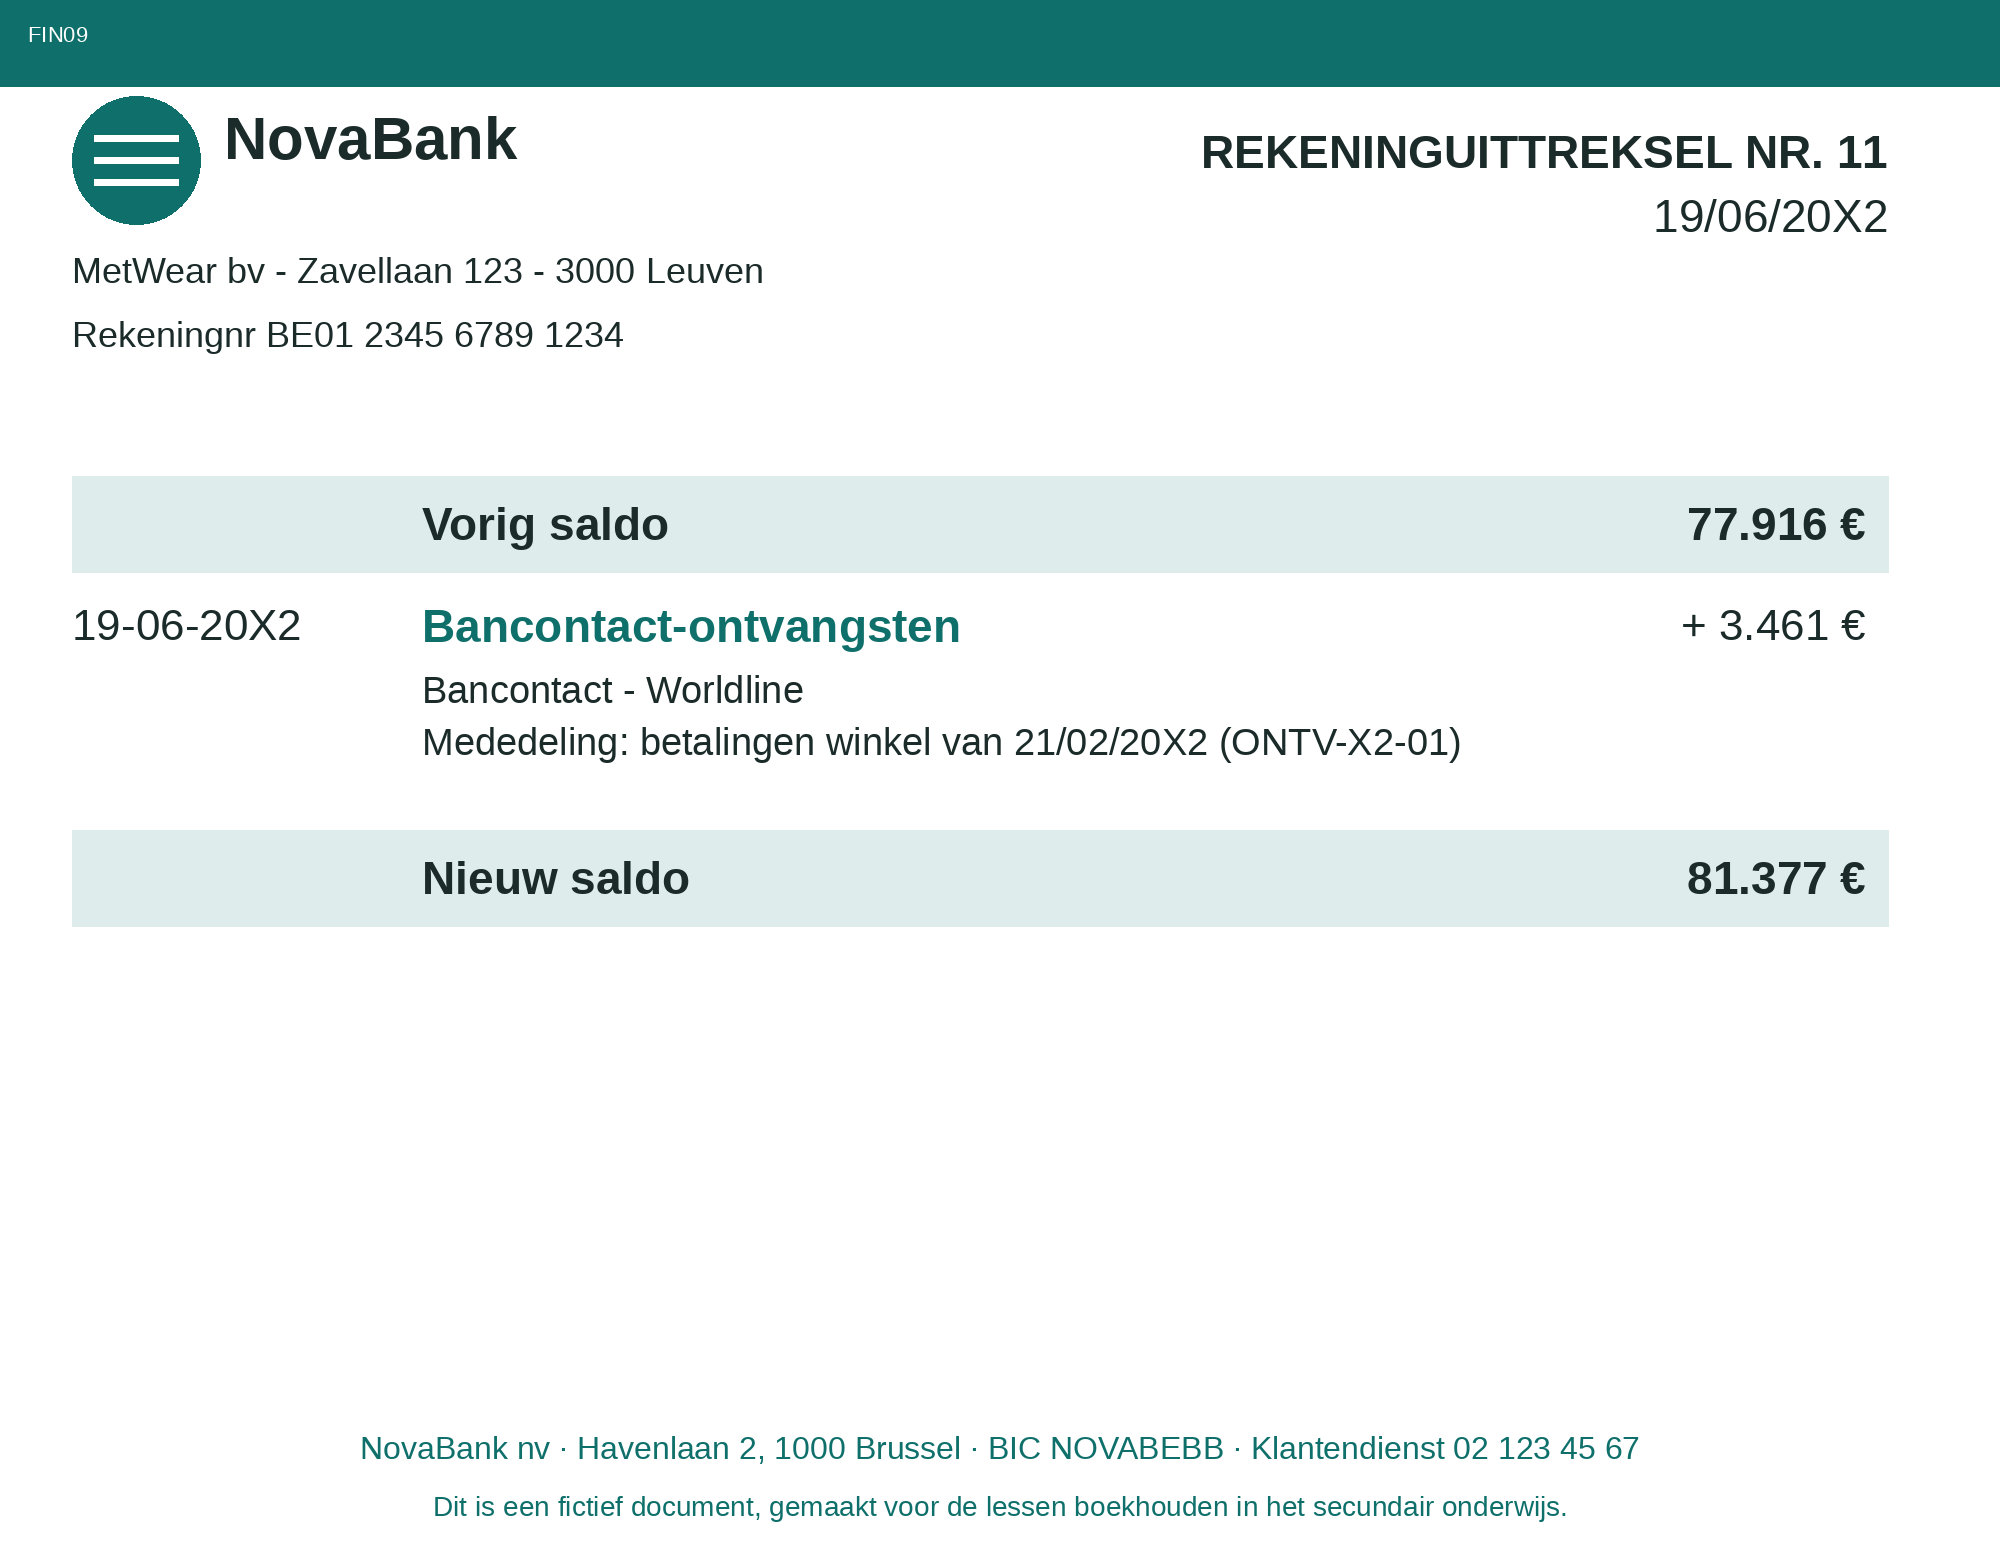 FIN09
NovaBank
REKENINGUITTREKSEL NR. 11
19/06/20X2
MetWear bv - Zavellaan 123 - 3000 Leuven
Rekeningnr BE01 2345 6789 1234
Vorig saldo 77.916 €
19-06-20X2 Bancontact-ontvangsten + 3.461 €
Bancontact - Worldline
Mededeling: betalingen winkel van 21/02/20X2 (ONTV-X2-01)
Nieuw saldo 81.377 €
NovaBank nv · Havenlaan 2, 1000 Brussel · BIC NOVABEBB · Klantendienst 02 123 45 67
Dit is een fictief document, gemaakt voor de lessen boekhouden in het secundair onderwijs.